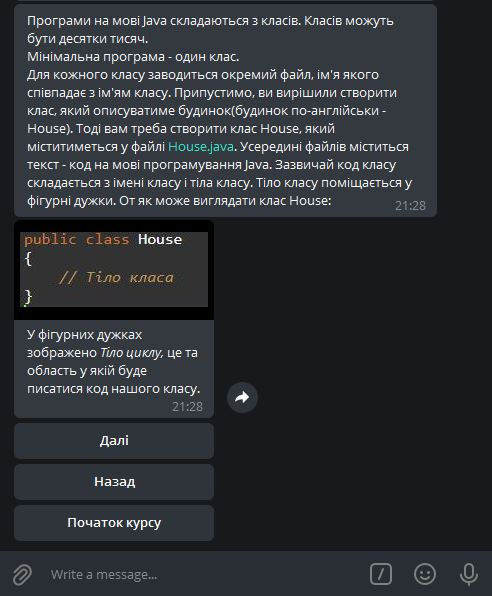 Програми на мові Java складаються з класів. Класів можуть
бути десятки тисяч.
Мінімальна програма - один клас.
Для кожного класу заводиться окремий файл, ім'я якого
співпадає з ім'ям класу. Припустимо, ви вирішили створити
клас, який описуватиме будинок(будинок по-англійськи -
House). Тоді вам треба створити клас House, який
міститиметься у файлі House.java. Усередині файлів міститься
текст - код на мові програмування Java. Зазвичай код класу
складається з імені класу і тіла класу. Тіло класу поміщається у
фігурні дужки. От як може виглядати клас House:
21:28
public class House
{
// Тіло класа
}
У фігурних дужках
зображено Тіло циклу, це та
область у якій буде
писатися код нашого класу.
21:28
Далі
Назад
Початок курсу
Write a message...